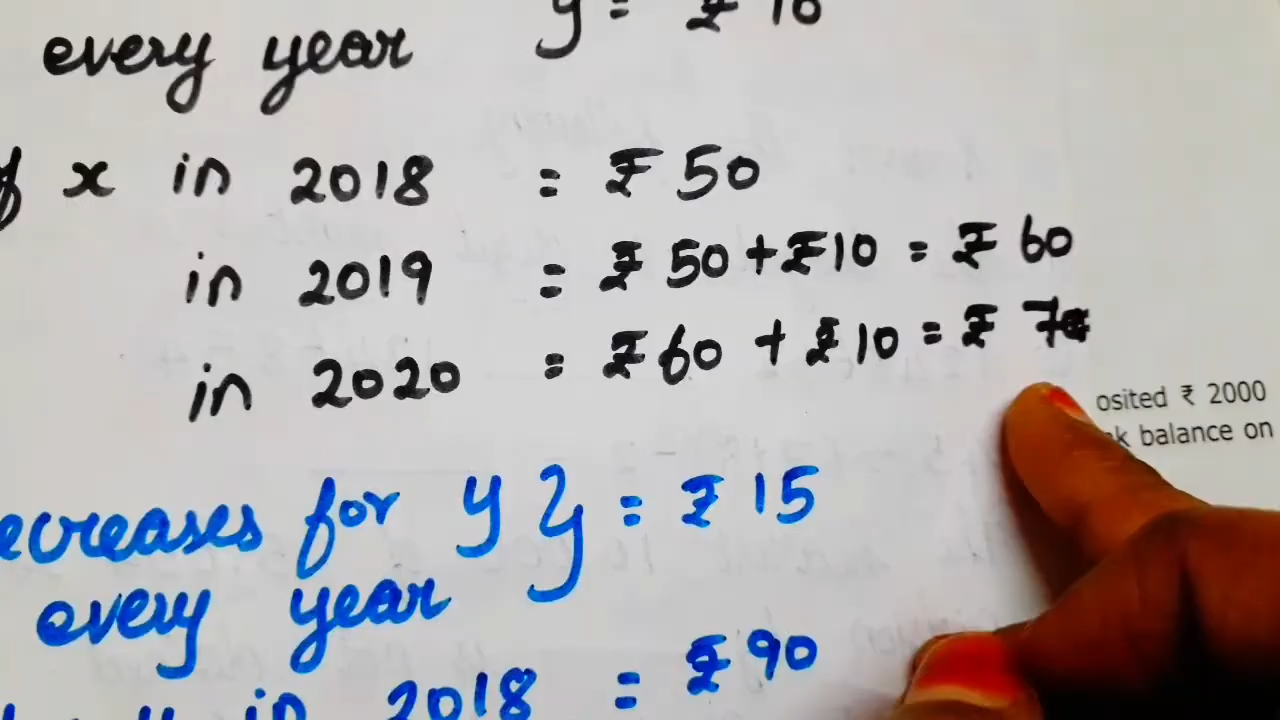 every year } = ₹ 10
x in 2018 = ₹ 50
in 2019 = ₹ 50 + ₹ 10 = ₹ 60
in 2020 = ₹ 60 + ₹ 10 = ₹ 70
osited ₹ 2000
balance on
ecreases for y } = ₹ 15
every year
in 2018 = ₹ 90